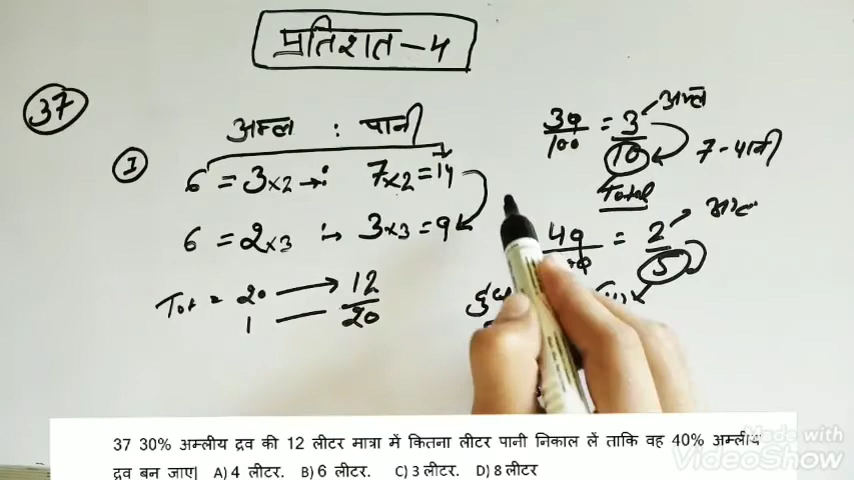 प्रतिशत-4
37
अम्ल : पानी
30/100 = 3/10 अम्ल
7-पानी
Total
I
6 = 3×2 → : 7×2 = 14
6 = 2×3 : → 3×3 = 9
40/100 = 2/5
Tot = 20 → 12/20
1
37 30% अम्लीय द्रव की 12 लीटर मात्रा में कितना लीटर पानी निकाल लें ताकि वह 40% अम्लीय
द्रव बन जाए| A) 4 लीटर. B) 6 लीटर. C) 3 लीटर. D) 8 लीटर
Made with
VideoShow